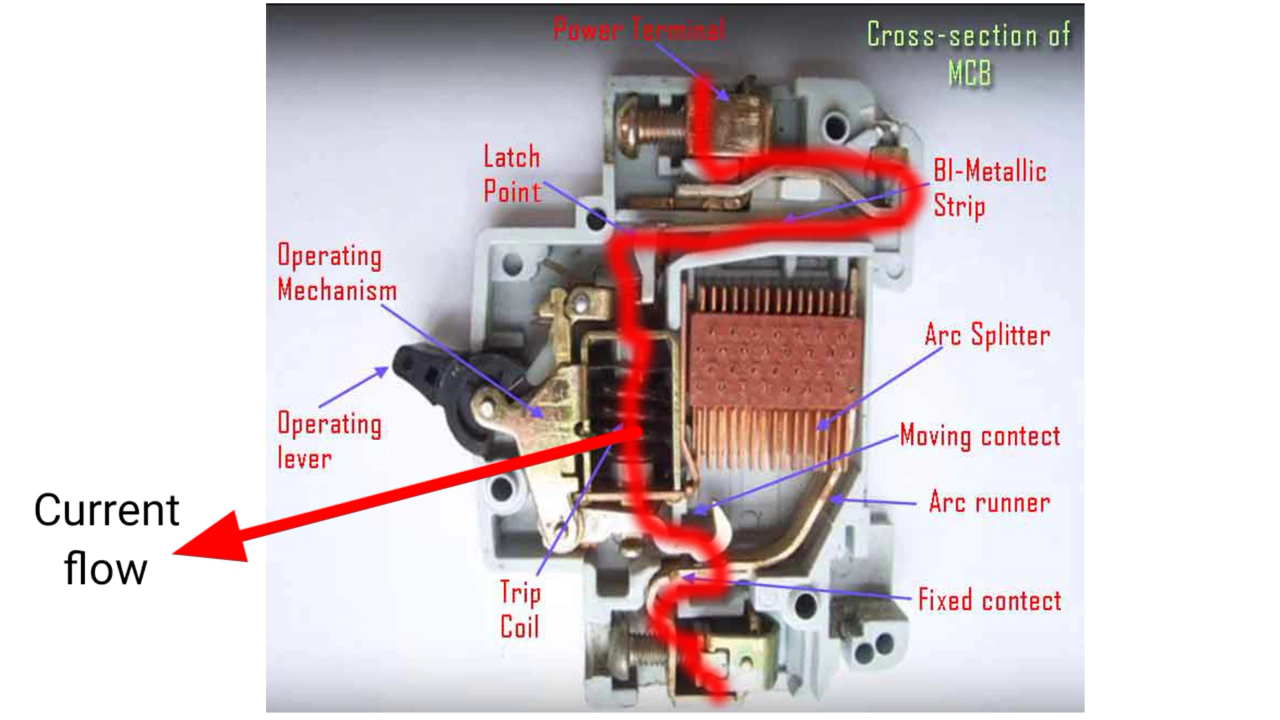 Power Terminal
Cross-section of
MCB
Latch
Point
BI-Metallic
Strip
Operating
Mechanism
Arc Splitter
Operating
lever
Moving contect
Current
flow
Arc runner
Trip
Coil
Fixed contect